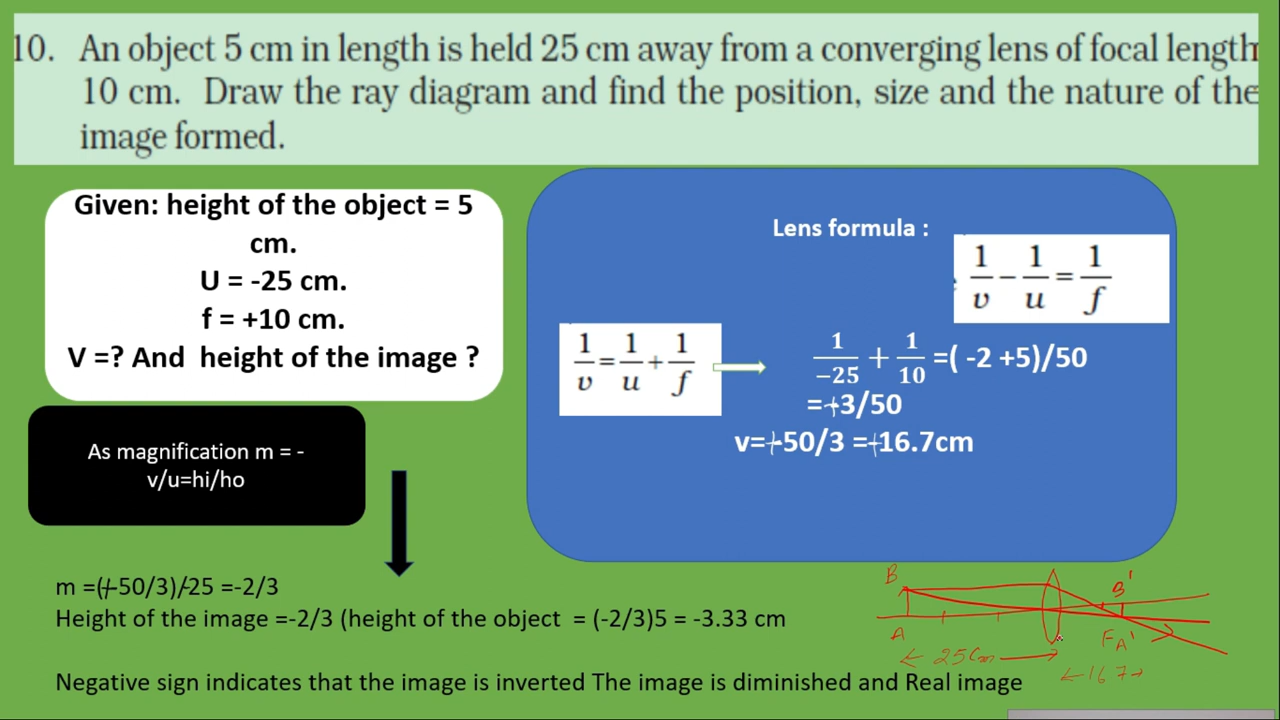 10. An object 5 cm in length is held 25 cm away from a converging lens of focal length
10 cm. Draw the ray diagram and find the position, size and the nature of the
image formed.
Given: height of the object = 5
cm.
U = -25 cm.
f = +10 cm.
V =? And height of the image ?
Lens formula :
1/v - 1/u = 1/f
1/v = 1/u + 1/f
1/-25 + 1/10 =( -2 +5)/50
=+3/50
v=+50/3 =+16.7cm
As magnification m = -
v/u=hi/ho
m =(+50/3)/-25 =-2/3
Height of the image =-2/3 (height of the object = (-2/3)5 = -3.33 cm
Negative sign indicates that the image is inverted The image is diminished and Real image
B
B'
A
F
A'
25cm
16.7